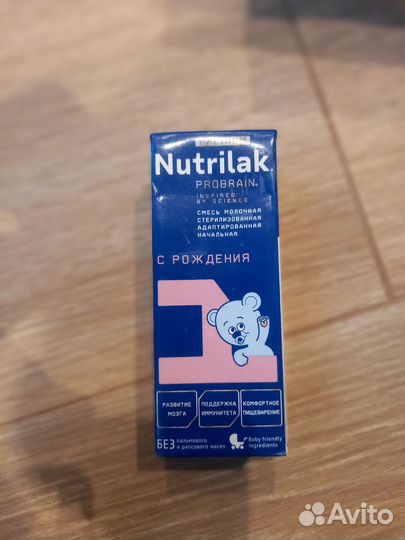 Nutrilak
PROBRAIN®
INSPIRED
BY SCIENCE
СМЕСЬ МОЛОЧНАЯ
СТЕРИЛИЗОВАННАЯ
АДАПТИРОВАННАЯ
НАЧАЛЬНАЯ
С РОЖДЕНИЯ
1
РАЗВИТИЕ
МОЗГА
ПОДДЕРЖКА
ИММУНИТЕТА
КОМФОРТНОЕ
ПИЩЕВАРЕНИЕ
БЕЗ пальмового
и рапсового масел
Baby friendly
ingredients
Avito